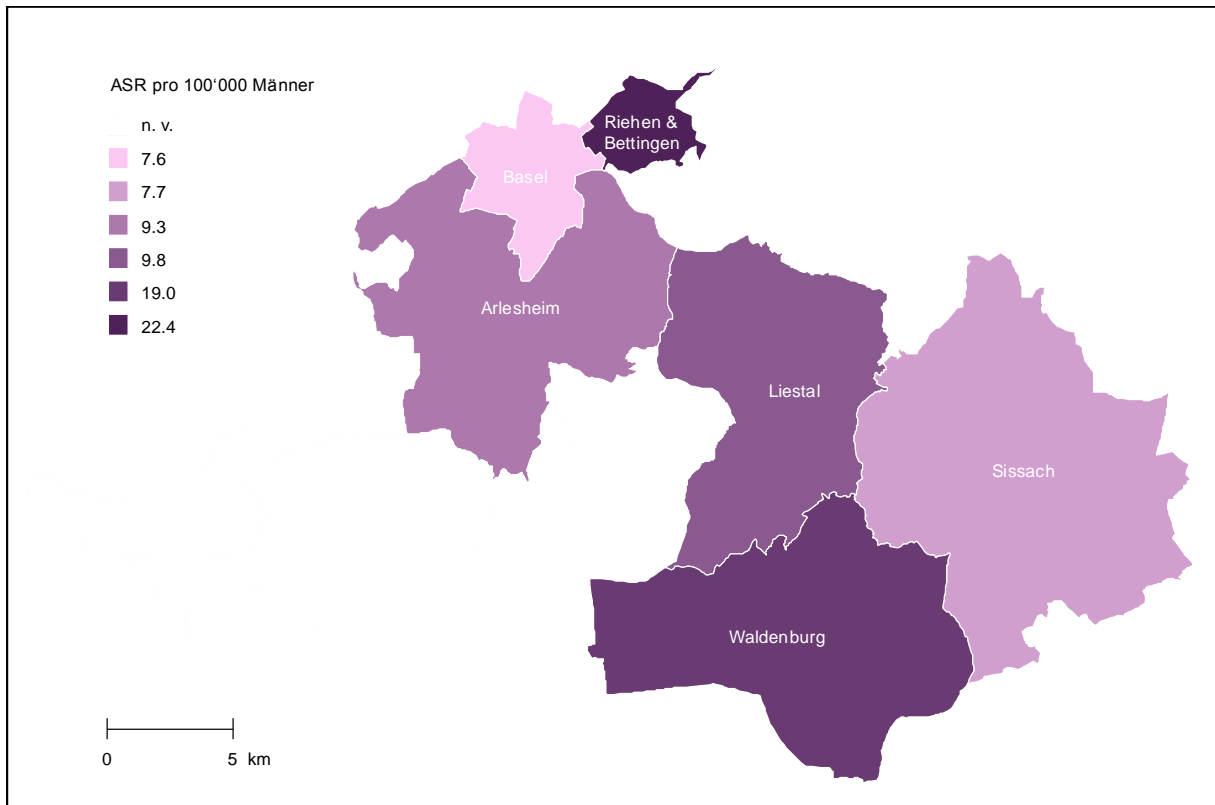 ASR pro 100‘000 Männer
n. v.
7.6
7.7
9.3
9.8
19.0
22.4
Riehen &
Bettingen
Basel
Arlesheim
Liestal
Sissach
Waldenburg
0 5 km